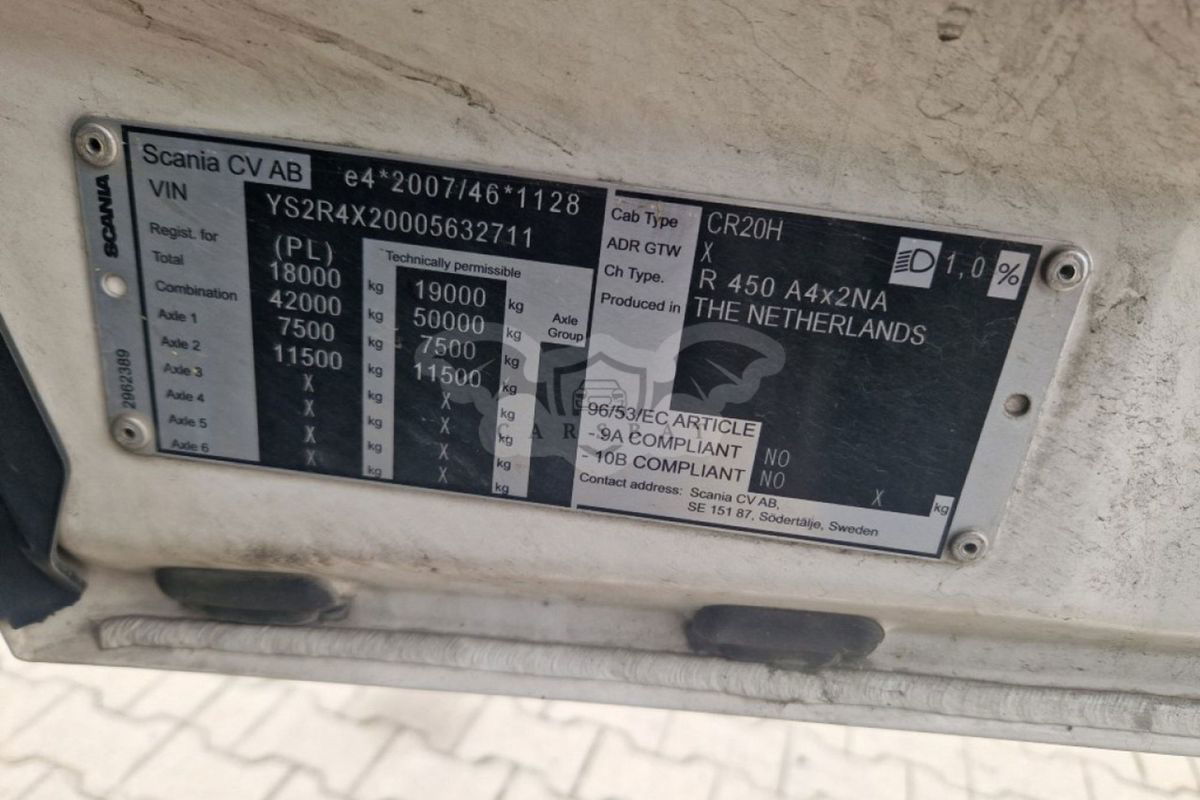 SCANIA
2962389
Scania CV AB
e4*2007/46*1128
VIN
YS2R4X20005632711
Regist. for
(PL)
Technically permissible
Total
18000 kg
19000 kg
Combination
42000 kg
50000 kg
Axle Group
Axle 1
7500 kg
7500 kg
Axle 2
11500 kg
11500 kg
Axle 3
X kg
X kg
Axle 4
X kg
X kg
Axle 5
X kg
X kg
Axle 6
X kg
X kg
Cab Type CR20H
ADR GTW X
1,0 %
Ch Type. R 450 A4x2NA
Produced in THE NETHERLANDS
96/53/EC ARTICLE
- 9A COMPLIANT NO
- 10B COMPLIANT NO
X kg
Contact address: Scania CV AB,
SE 151 87, Södertälje, Sweden
CARSBAT